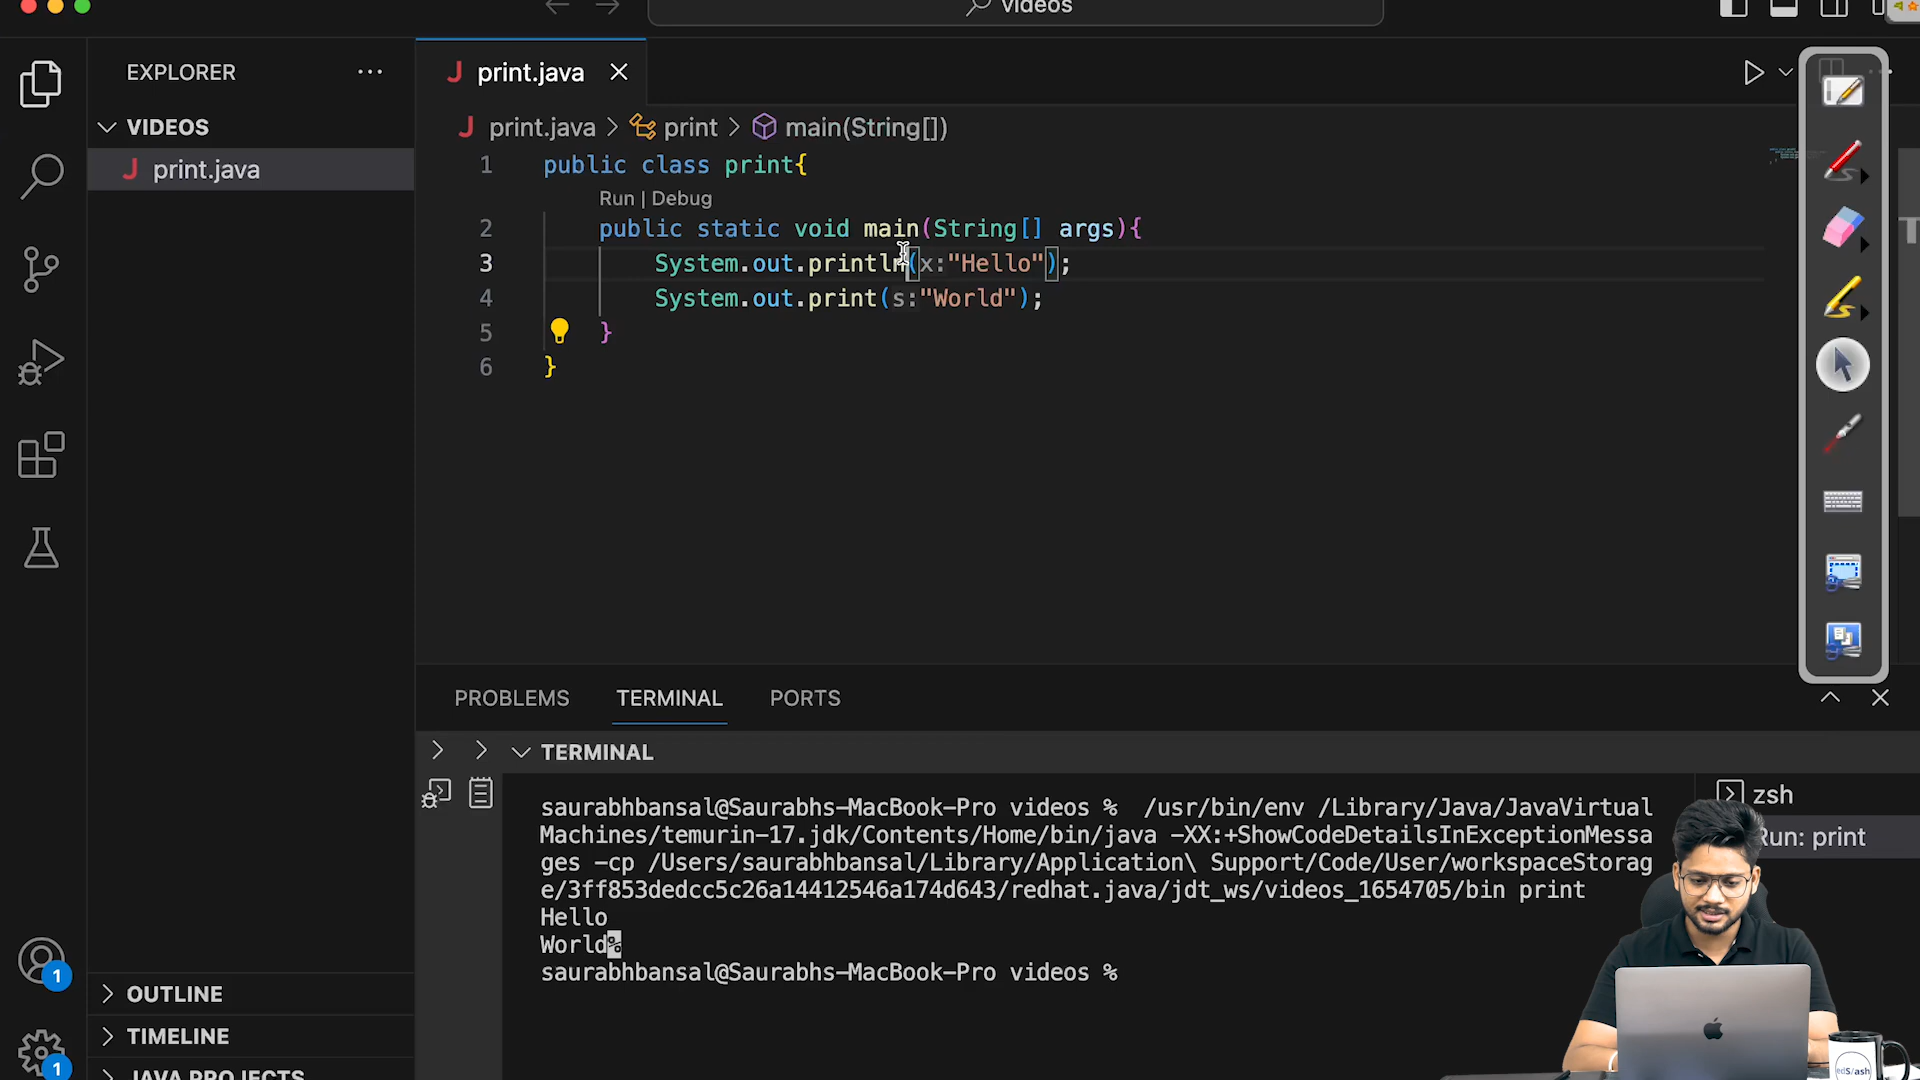 videos
EXPLORER
print.java
VIDEOS
print.java
print.java > print > main(String[])
1 public class print{
Run | Debug
2 public static void main(String[] args){
3 System.out.println(x:"Hello");
4 System.out.print(s:"World");
5 }
6 }
PROBLEMS TERMINAL PORTS
TERMINAL
saurabhbansal@Saurabhs-MacBook-Pro videos % /usr/bin/env /Library/Java/JavaVirtual
Machines/temurin-17.jdk/Contents/Home/bin/java -XX:+ShowCodeDetailsInExceptionMessa
ges -cp /Users/saurabhbansal/Library/Application\ Support/Code/User/workspaceStorag
e/3ff853dedcc5c26a14412546a174d643/redhat.java/jdt_ws/videos_1654705/bin print
Hello
World%
saurabhbansal@Saurabhs-MacBook-Pro videos %
zsh
Run: print
1
OUTLINE
TIMELINE
1
JAVA PROJECTS